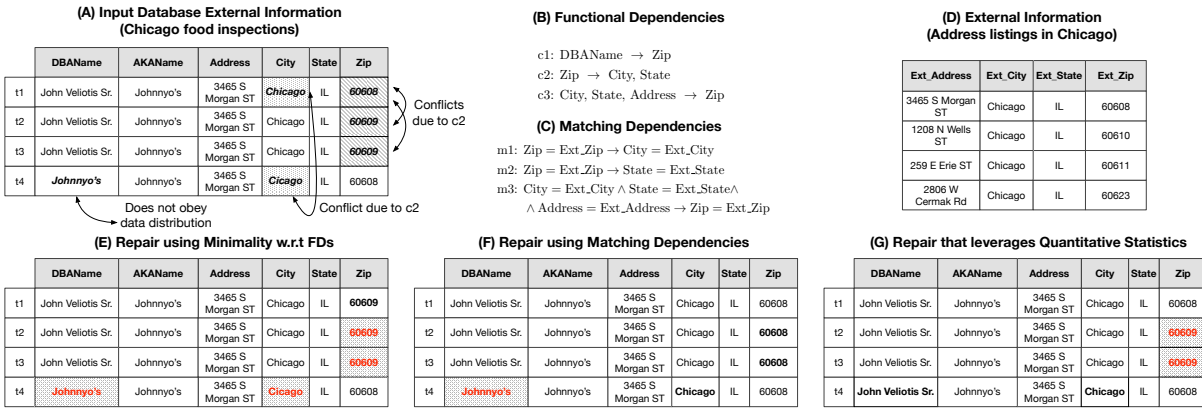 (A) Input Database External Information
(Chicago food inspections)
DBAName AKAName Address City State Zip
t1 John Veliotis Sr. Johnnyo's 3465 S Morgan ST Chicago IL 60608
t2 John Veliotis Sr. Johnnyo's 3465 S Morgan ST Chicago IL 60609
t3 John Veliotis Sr. Johnnyo's 3465 S Morgan ST Chicago IL 60609
t4 Johnnyo's Johnnyo's 3465 S Morgan ST Cicago IL 60608
Conflicts
due to c2
Does not obey
data distribution
Conflict due to c2
(B) Functional Dependencies
c1: DBAName → Zip
c2: Zip → City, State
c3: City, State, Address → Zip
(C) Matching Dependencies
m1: Zip = Ext_Zip → City = Ext_City
m2: Zip = Ext_Zip → State = Ext_State
m3: City = Ext_City ∧ State = Ext_State∧
∧ Address = Ext_Address → Zip = Ext_Zip
(D) External Information
(Address listings in Chicago)
Ext_Address Ext_City Ext_State Ext_Zip
3465 S Morgan ST Chicago IL 60608
1208 N Wells ST Chicago IL 60610
259 E Erie ST Chicago IL 60611
2806 W Cermak Rd Chicago IL 60623
(E) Repair using Minimality w.r.t FDs
DBAName AKAName Address City State Zip
t1 John Veliotis Sr. Johnnyo's 3465 S Morgan ST Chicago IL 60609
t2 John Veliotis Sr. Johnnyo's 3465 S Morgan ST Chicago IL 60609
t3 John Veliotis Sr. Johnnyo's 3465 S Morgan ST Chicago IL 60609
t4 Johnnyo's Johnnyo's 3465 S Morgan ST Cicago IL 60608
(F) Repair using Matching Dependencies
DBAName AKAName Address City State Zip
t1 John Veliotis Sr. Johnnyo's 3465 S Morgan ST Chicago IL 60608
t2 John Veliotis Sr. Johnnyo's 3465 S Morgan ST Chicago IL 60608
t3 John Veliotis Sr. Johnnyo's 3465 S Morgan ST Chicago IL 60608
t4 Johnnyo's Johnnyo's 3465 S Morgan ST Chicago IL 60608
(G) Repair that leverages Quantitative Statistics
DBAName AKAName Address City State Zip
t1 John Veliotis Sr. Johnnyo's 3465 S Morgan ST Chicago IL 60608
t2 John Veliotis Sr. Johnnyo's 3465 S Morgan ST Chicago IL 60609
t3 John Veliotis Sr. Johnnyo's 3465 S Morgan ST Chicago IL 60609
t4 John Veliotis Sr. Johnnyo's 3465 S Morgan ST Chicago IL 60608